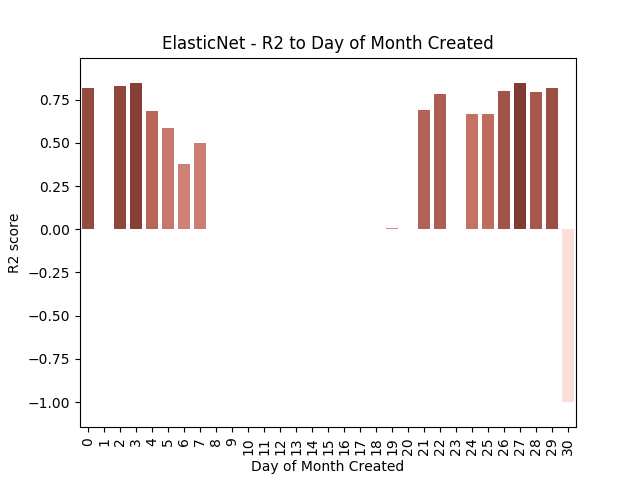 ElasticNet - R2 to Day of Month Created
R2 score
0.75
0.50
0.25
0.00
−0.25
−0.50
−0.75
−1.00
0 1 2 3 4 5 6 7 8 9 10 11 12 13 14 15 16 17 18 19 20 21 22 23 24 25 26 27 28 29 30
Day of Month Created